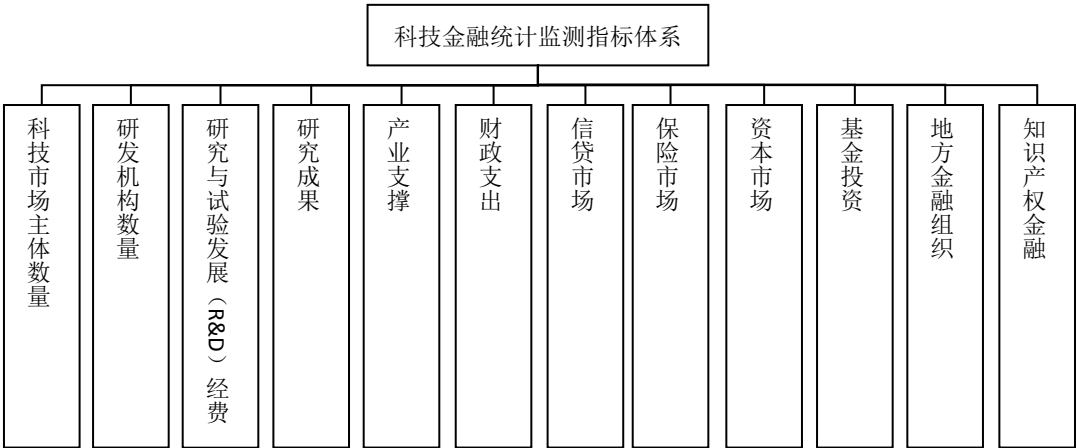 科技金融统计监测指标体系
科技市场主体数量
研发机构数量
研究与试验发展（R&D）经费
研究成果
产业支撑
财政支出
信贷市场
保险市场
资本市场
基金投资
地方金融组织
知识产权金融